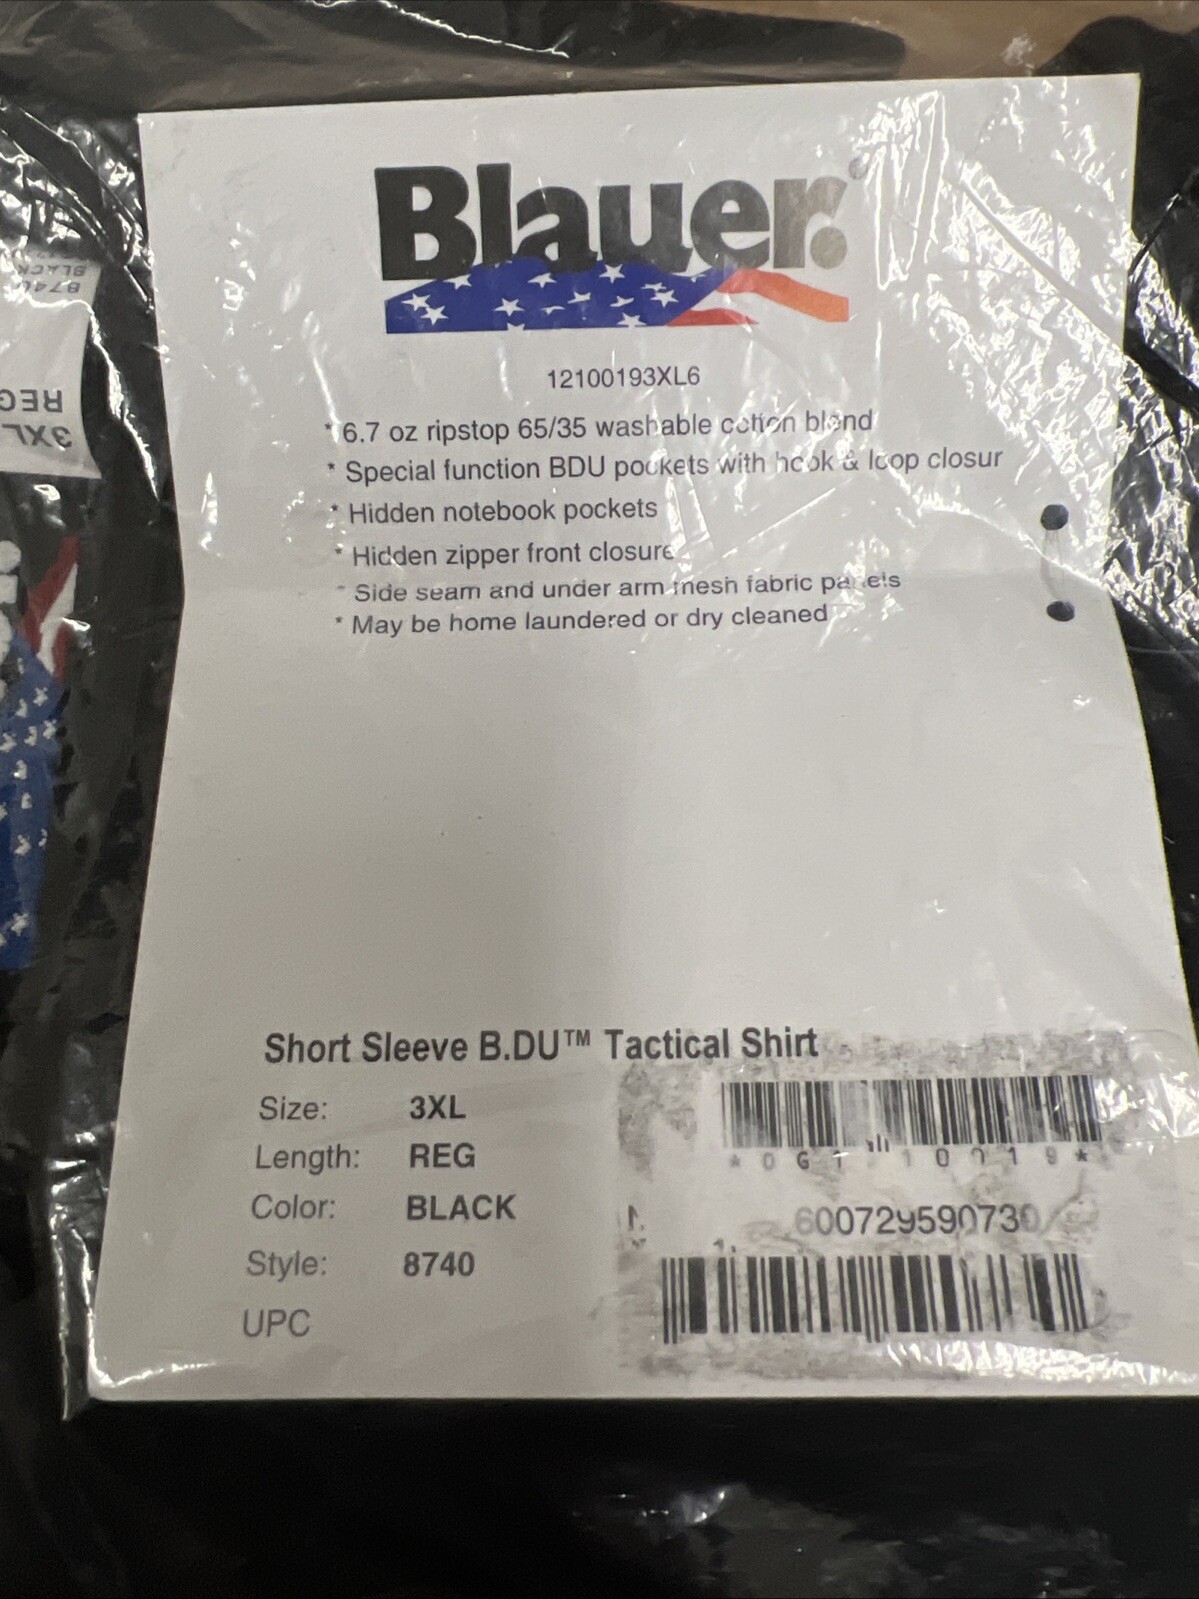 Blauer.®
12100193XL6
* 6.7 oz ripstop 65/35 washable cotton blend
* Special function BDU pockets with hook & loop closur
* Hidden notebook pockets
* Hidden zipper front closure
* Side seam and under arm mesh fabric panels
* May be home laundered or dry cleaned
Short Sleeve B.DU™ Tactical Shirt
Size: 3XL
Length: REG
Color: BLACK
Style: 8740
UPC
600729590730
8740
BLACK
REG
3XL